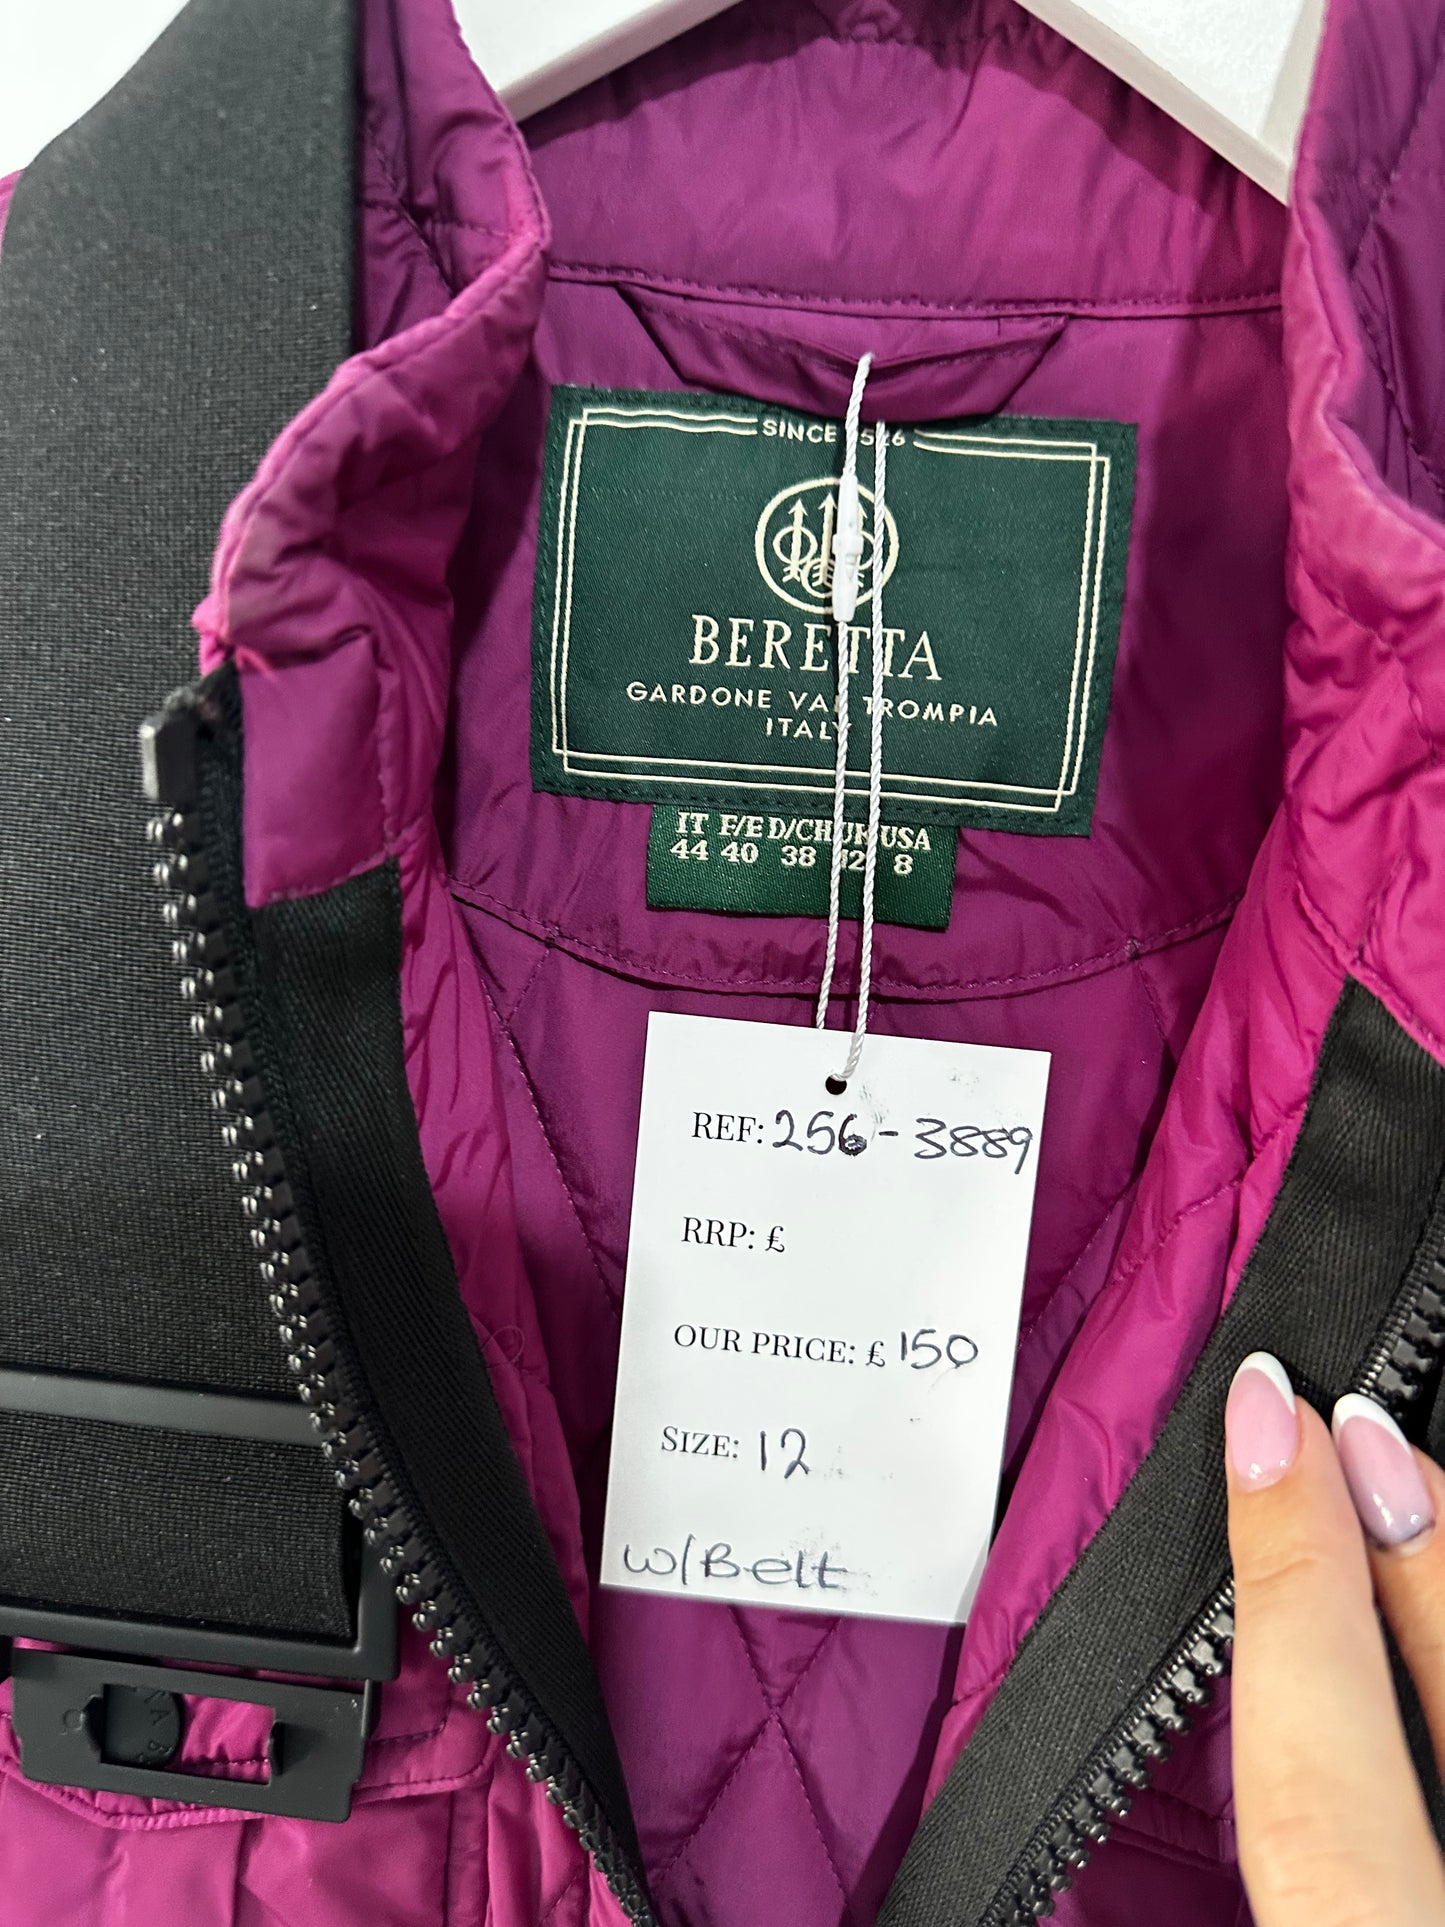 SINCE 1526
BERETTA
GARDONE VAL TROMPIA
ITALY
IT F/E D/CH UK USA
44 40 38 12 8
REF: 256-3889
RRP: £
OUR PRICE: £ 150
SIZE: 12
w/Belt